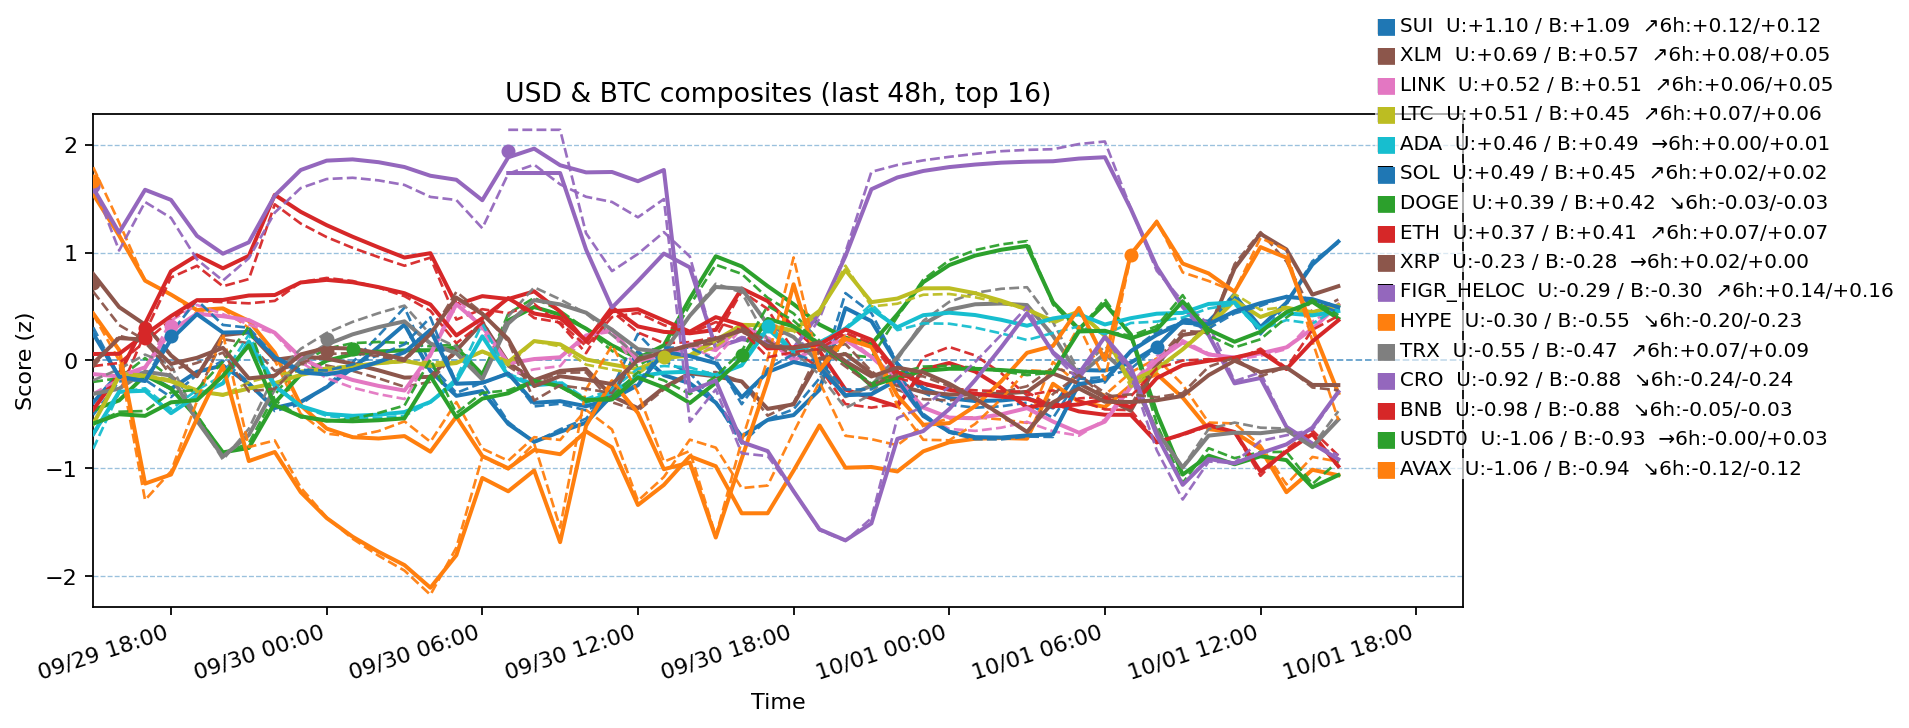 SUI  U:+1.10 / B:+1.09  ↗6h:+0.12/+0.12
XLM  U:+0.69 / B:+0.57  ↗6h:+0.08/+0.05
LINK  U:+0.52 / B:+0.51  ↗6h:+0.06/+0.05
LTC  U:+0.51 / B:+0.45  ↗6h:+0.07/+0.06
ADA  U:+0.46 / B:+0.49  →6h:+0.00/+0.01
SOL  U:+0.49 / B:+0.45  ↗6h:+0.02/+0.02
DOGE  U:+0.39 / B:+0.42  ↘6h:-0.03/-0.03
ETH  U:+0.37 / B:+0.41  ↗6h:+0.07/+0.07
XRP  U:-0.23 / B:-0.28  →6h:+0.02/+0.00
FIGR_HELOC  U:-0.29 / B:-0.30  ↗6h:+0.14/+0.16
HYPE  U:-0.30 / B:-0.55  ↘6h:-0.20/-0.23
TRX  U:-0.55 / B:-0.47  ↗6h:+0.07/+0.09
CRO  U:-0.92 / B:-0.88  ↘6h:-0.24/-0.24
BNB  U:-0.98 / B:-0.88  ↘6h:-0.05/-0.03
USDT0  U:-1.06 / B:-0.93  →6h:-0.00/+0.03
AVAX  U:-1.06 / B:-0.94  ↘6h:-0.12/-0.12
USD & BTC composites (last 48h, top 16)
Score (z)
2
1
0
−1
−2
09/29 18:00
09/30 00:00
09/30 06:00
09/30 12:00
09/30 18:00
10/01 00:00
10/01 06:00
10/01 12:00
10/01 18:00
Time